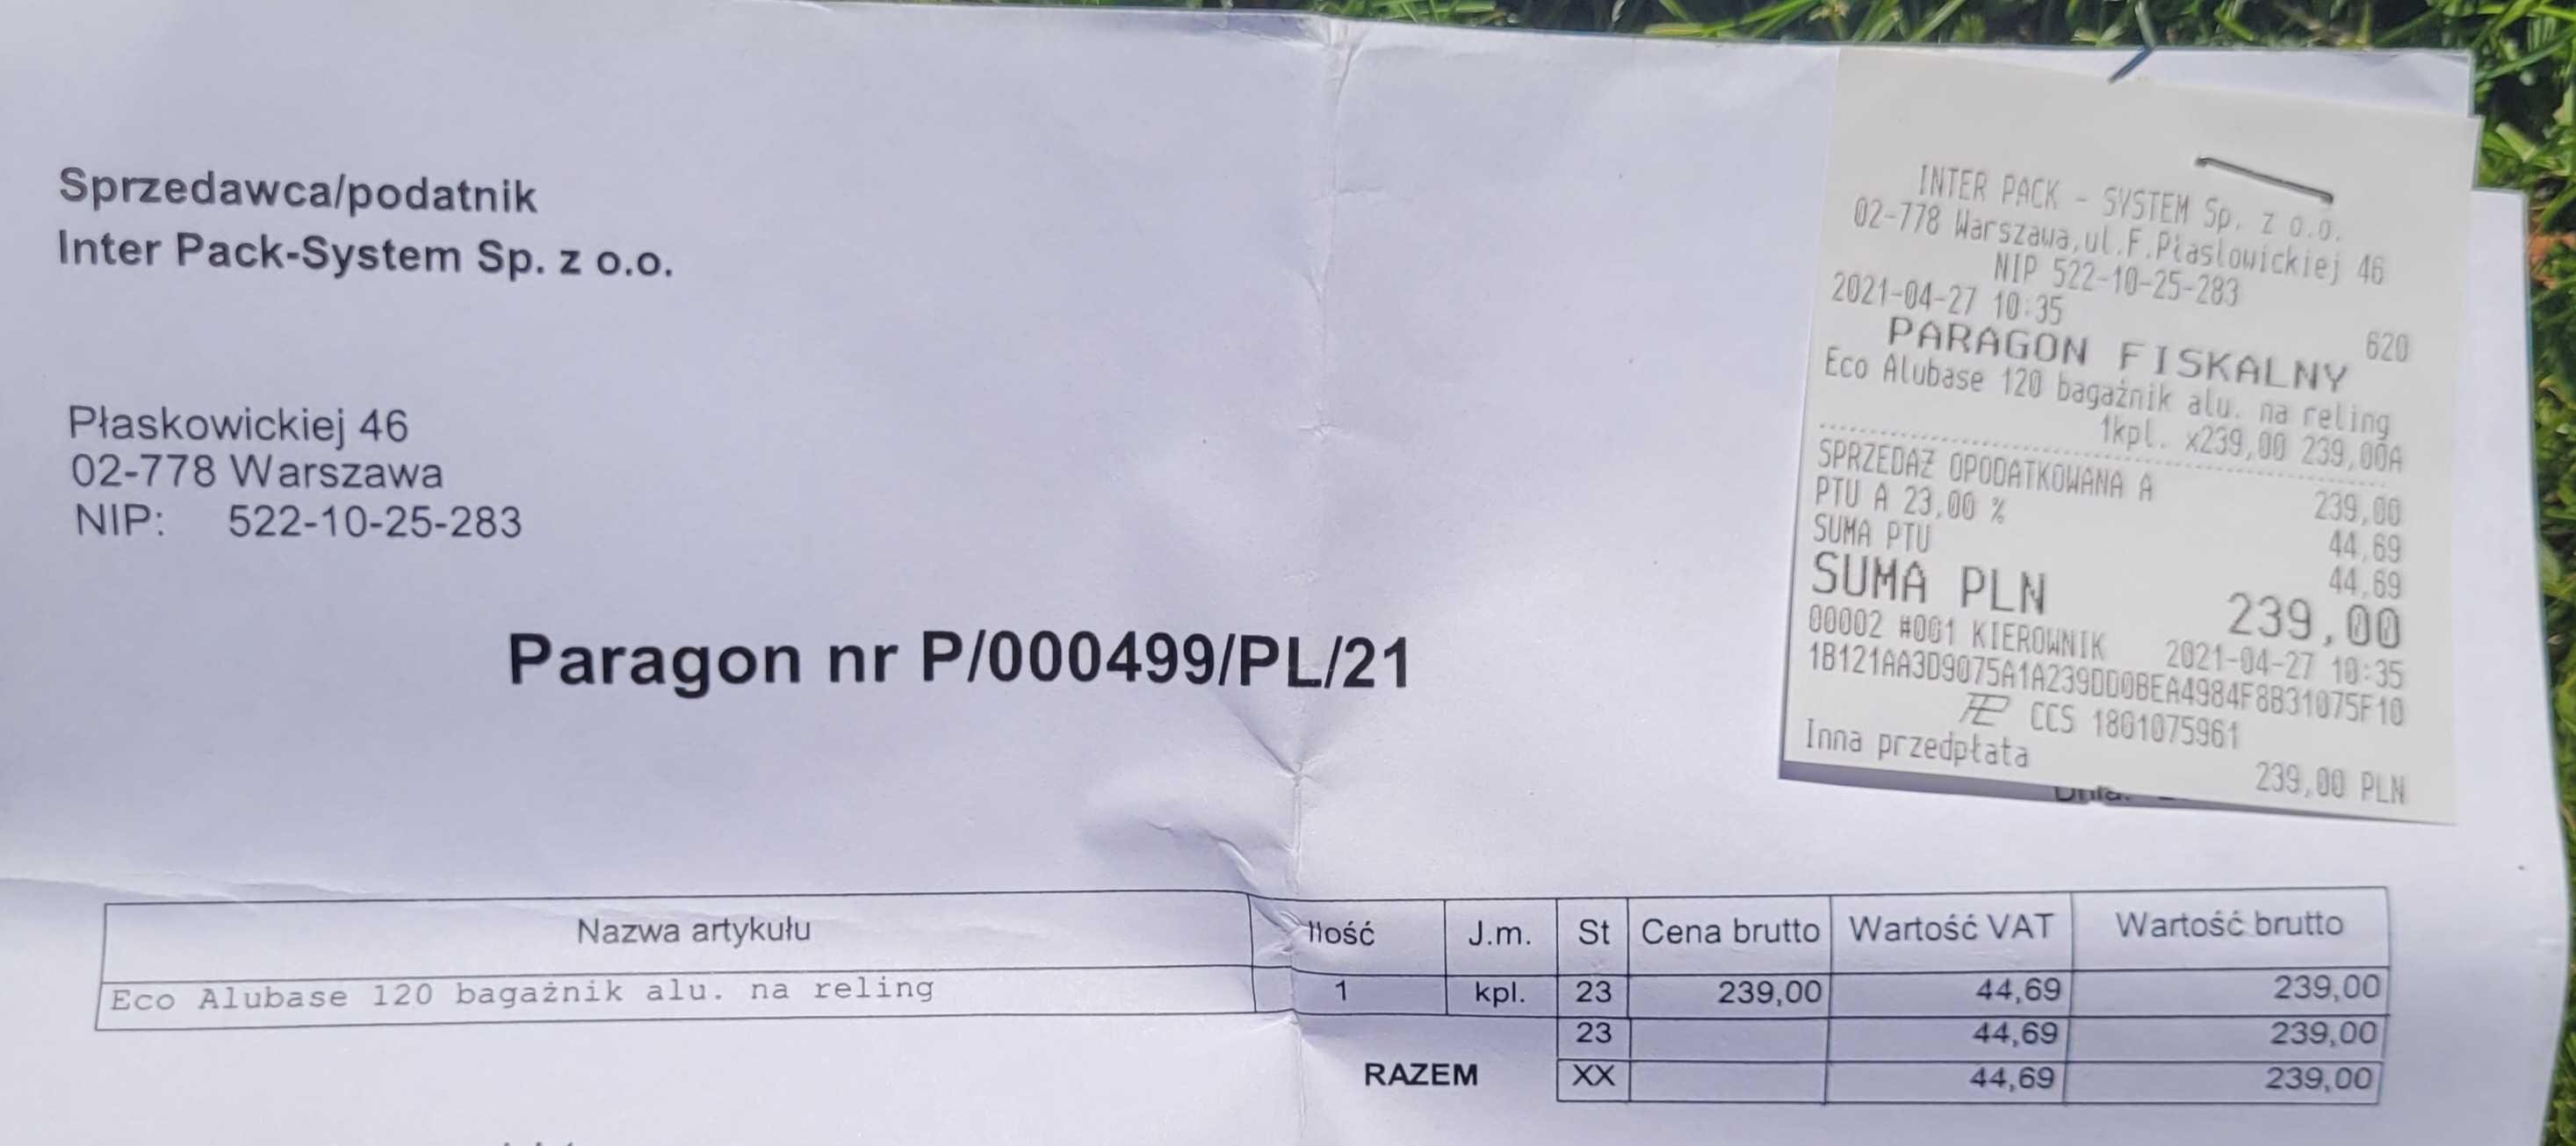 Sprzedawca/podatnik
Inter Pack-System Sp. z o.o.
Płaskowickiej 46
02-778 Warszawa
NIP: 522-10-25-283
Paragon nr P/000499/PL/21
INTER PACK - SYSTEM Sp. z o.o.
02-778 Warszawa,ul.F.Płaslowickiej 46
NIP 522-10-25-283
2021-04-27 10:35 620
PARAGON FISKALNY
Eco Alubase 120 bagażnik alu. na reling
1kpl. x239,00 239,00A
SPRZEDAŻ OPODATKOWANA A 239,00
PTU A 23,00 % 44,69
SUMA PTU 44,69
SUMA PLN 239,00
00002 #001 KIEROWNIK 2021-04-27 10:35
1B121AA3D9075A1A239DD0BEA4984F8B31075F10
CCS 1801075961
Inna przedpłata 239,00 PLN
Nazwa artykułu Ilość J.m. St Cena brutto Wartość VAT Wartość brutto
Eco Alubase 120 bagażnik alu. na reling 1 kpl. 23 239,00 44,69 239,00
23 44,69 239,00
RAZEM XX 44,69 239,00